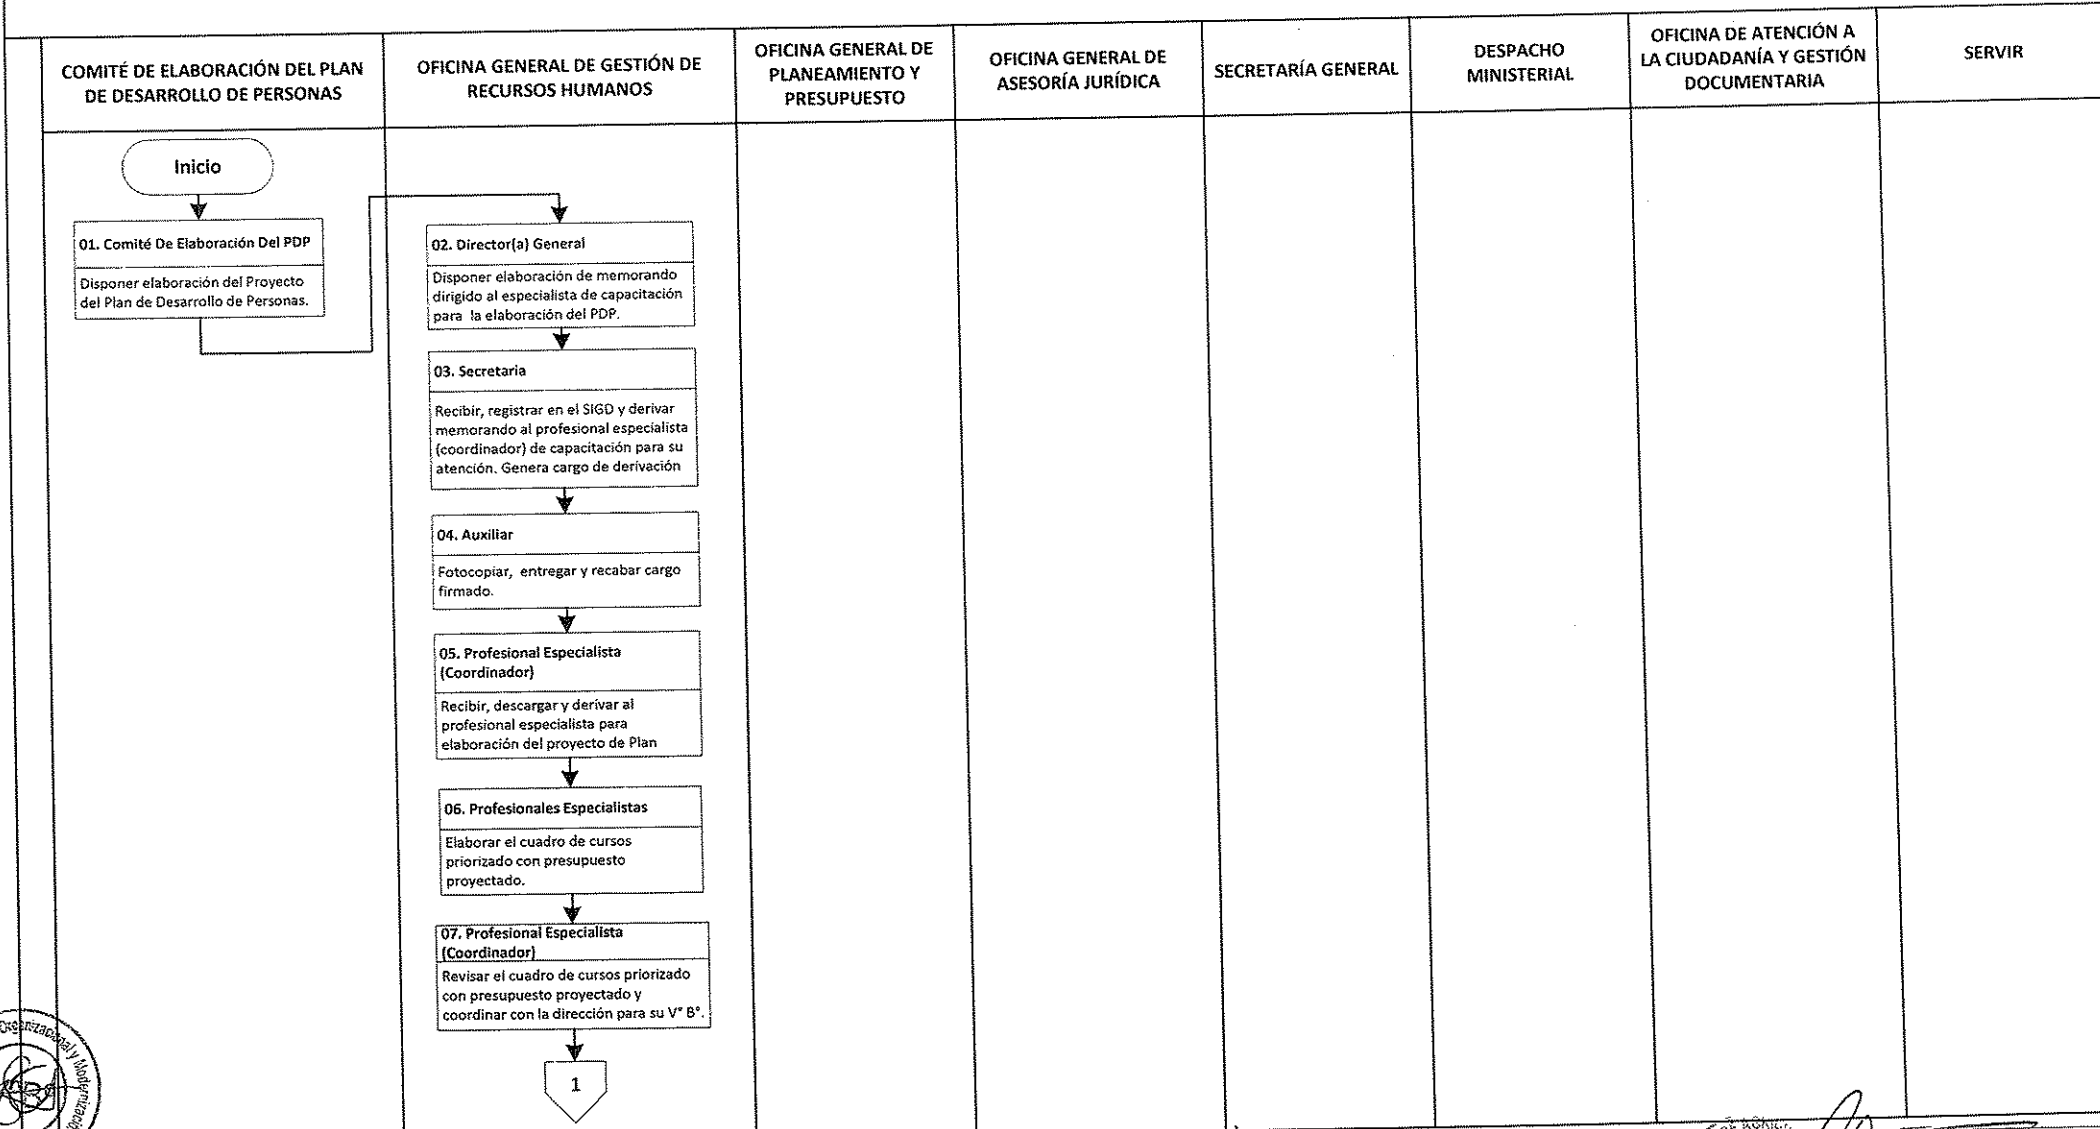 COMITÉ DE ELABORACIÓN DEL PLAN
DE DESARROLLO DE PERSONAS
OFICINA GENERAL DE GESTIÓN DE
RECURSOS HUMANOS
OFICINA GENERAL DE
PLANEAMIENTO Y
PRESUPUESTO
OFICINA GENERAL DE
ASESORÍA JURÍDICA
SECRETARÍA GENERAL
DESPACHO
MINISTERIAL
OFICINA DE ATENCIÓN A
LA CIUDADANÍA Y GESTIÓN
DOCUMENTARIA
SERVIR
Inicio
01. Comité De Elaboración Del PDP
Disponer elaboración del Proyecto
del Plan de Desarrollo de Personas.
02. Director(a) General
Disponer elaboración de memorando
dirigido al especialista de capacitación
para la elaboración del PDP.
03. Secretaria
Recibir, registrar en el SIGD y derivar
memorando al profesional especialista
(coordinador) de capacitación para su
atención. Genera cargo de derivación
04. Auxiliar
Fotocopiar, entregar y recabar cargo
firmado.
05. Profesional Especialista
(Coordinador)
Recibir, descargar y derivar al
profesional especialista para
elaboración del proyecto de Plan
06. Profesionales Especialistas
Elaborar el cuadro de cursos
priorizado con presupuesto
proyectado.
07. Profesional Especialista
(Coordinador)
Revisar el cuadro de cursos priorizado
con presupuesto proyectado y
coordinar con la dirección para su V° B°.
1
Organizacional y Modernizació